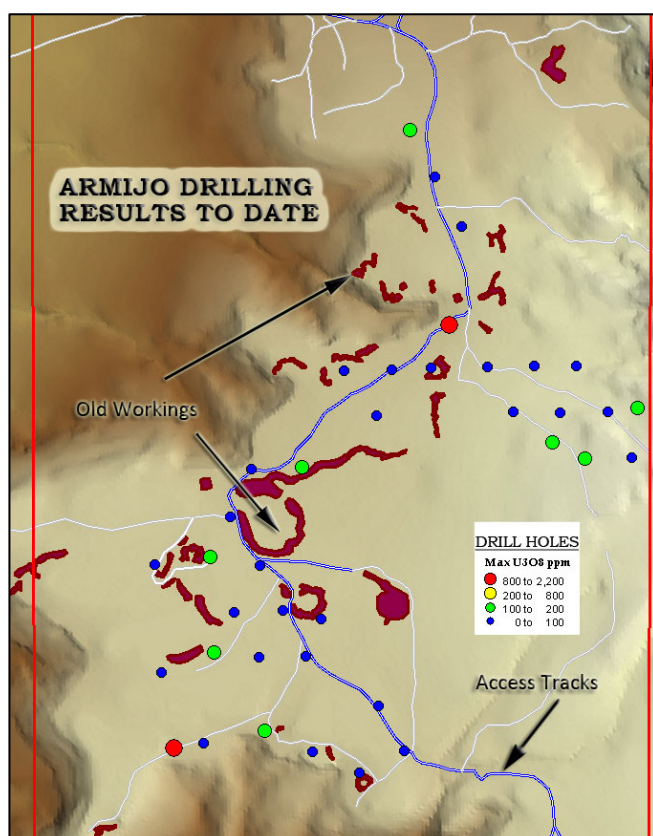 ARMIJO DRILLING
RESULTS TO DATE
Old Workings
DRILL HOLES
Max U3O8 ppm
800 to 2,200
200 to 800
100 to 200
0 to 100
Access Tracks